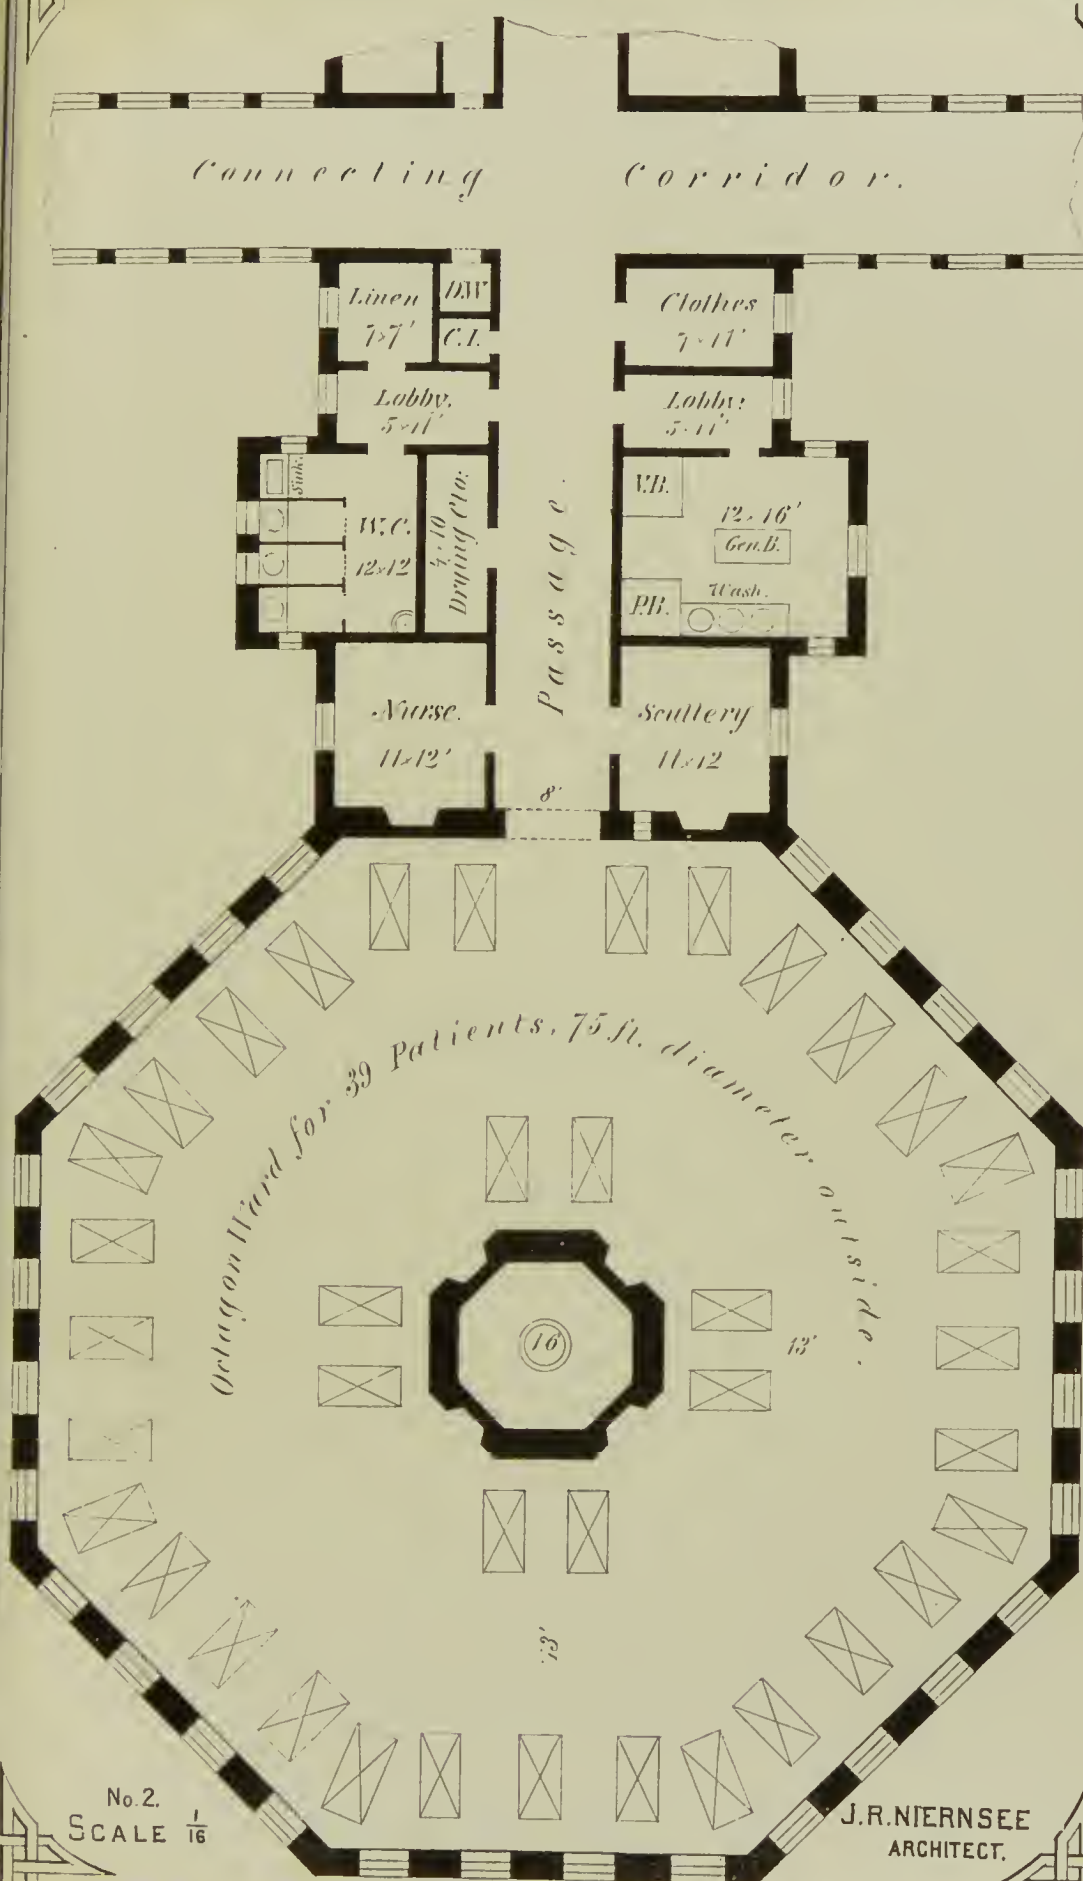 Connecting Corridor.
Linen
7×7'
D.W
C.I.
Clothes
7×11'
Lobby,
5×11'
Lobby:
5×11'
Sink.
W.C.
12×12
Drying Clo:
V.B.
12×16'
Gen.B.
P.B.
Wash.
Passage.
Nurse.
11×12'
Scullery
11×12
8'
Octagon Ward for 39 Patients, 75 ft. diameter outside.
16
13'
13'
No. 2.
SCALE 1/16
J.R. NIERNSEE
ARCHITECT.